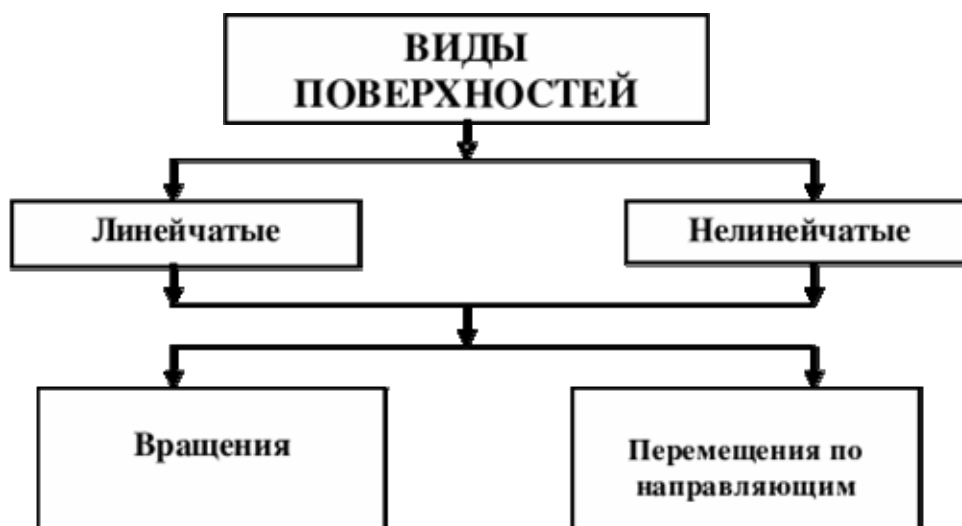 ВИДЫ
ПОВЕРХНОСТЕЙ
Линейчатые
Нелинейчатые
Вращения
Перемещения по
направляющим